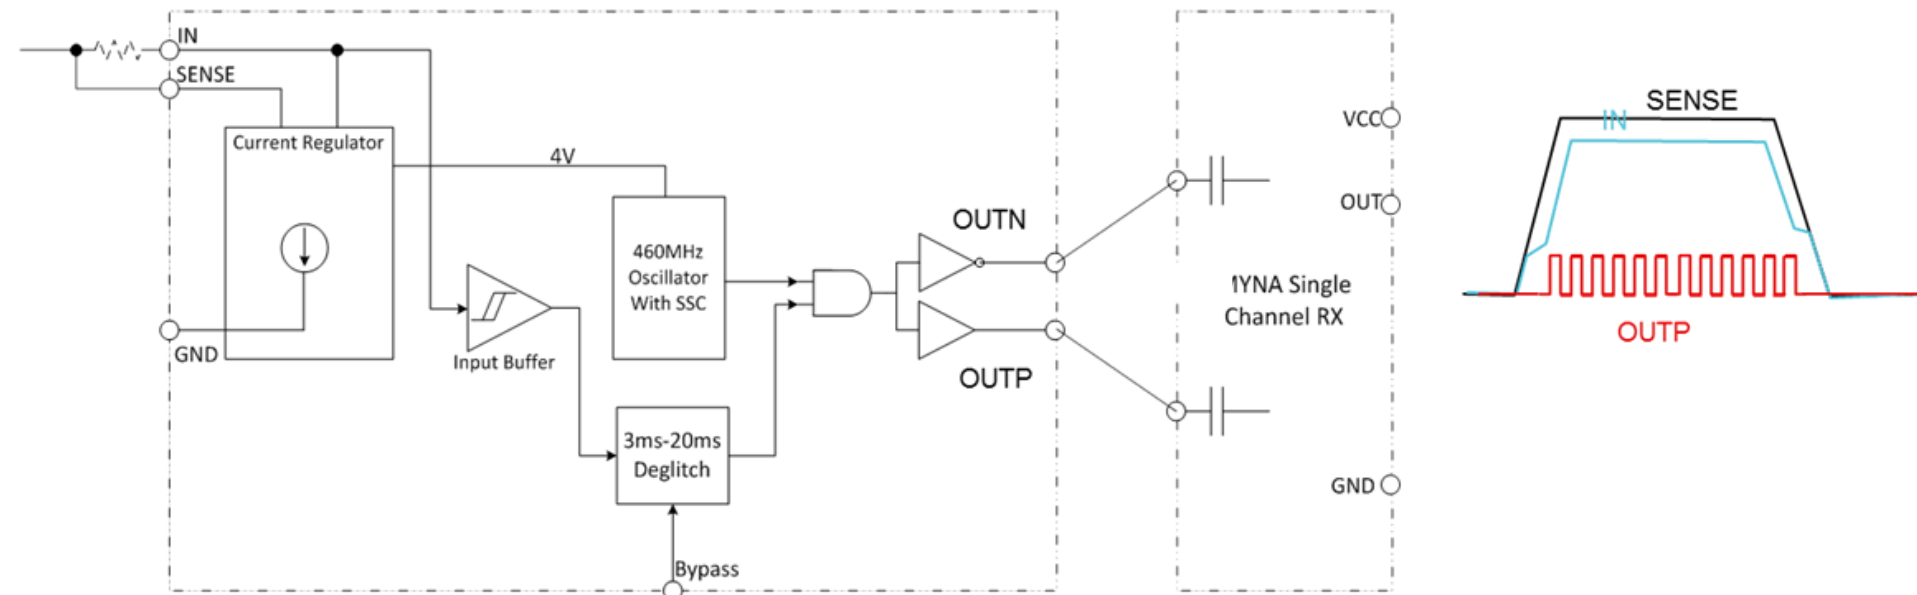 IN
SENSE
Current Regulator
GND
4V
Input Buffer
460MHz
Oscillator
With SSC
3ms-20ms
Deglitch
Bypass
OUTN
OUTP
VCC
OUT
Single
Channel RX
GND
SENSE
IN
OUTP